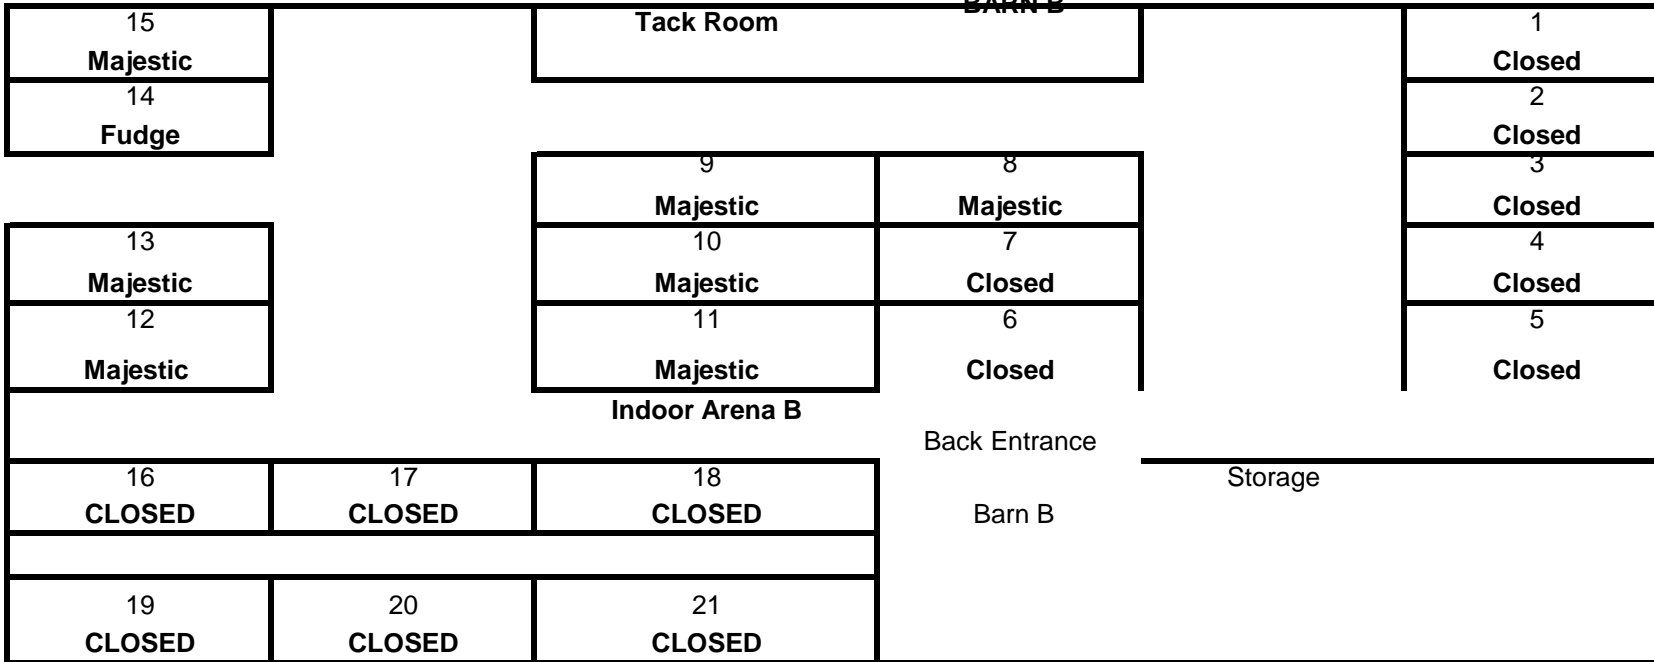 BARN B
15 Tack Room 1
Majestic Closed
14 2
Fudge Closed
9 8 3
Majestic Majestic Closed
13 10 7 4
Majestic Majestic Closed Closed
12 11 6 5
Majestic Majestic Closed Closed
Indoor Arena B
Back Entrance
16 17 18 Storage
CLOSED CLOSED CLOSED Barn B
19 20 21
CLOSED CLOSED CLOSED